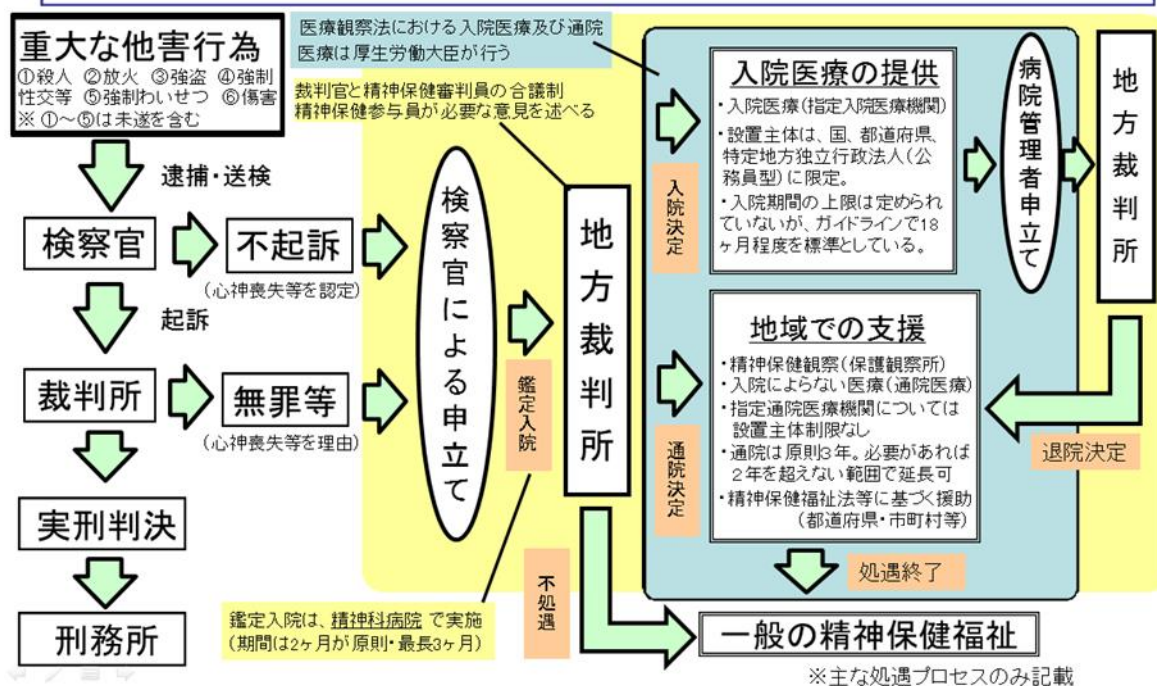 重大な他害行為
①殺人 ②放火 ③強盗 ④強制
性交等 ⑤強制わいせつ ⑥傷害
※ ①～⑤は未遂を含む
逮捕・送検
検察官
不起訴
(心神喪失等を認定)
起訴
裁判所
無罪等
(心神喪失等を理由)
実刑判決
刑務所
医療観察法における入院医療及び通院
医療は厚生労働大臣が行う
裁判官と精神保健審判員の合議制
精神保健参与員が必要な意見を述べる
検察官による申立て
鑑定入院
地方裁判所
鑑定入院は、精神科病院 で実施
(期間は2ヶ月が原則・最長3ヶ月)
入院決定
入院医療の提供
・入院医療(指定入院医療機関)
・設置主体は、国、都道府県、
特定地方独立行政法人(公
務員型)に限定。
・入院期間の上限は定められ
ていないが、ガイドラインで18
ヶ月程度を標準としている。
病院管理者申立て
地方裁判所
退院決定
通院決定
地域での支援
・精神保健観察(保護観察所)
・入院によらない医療(通院医療)
・指定通院医療機関については
設置主体制限なし
・通院は原則3年。必要があれば
2年を超えない範囲で延長可
・精神保健福祉法等に基づく援助
(都道府県・市町村等)
処遇終了
不処遇
一般の精神保健福祉
※主な処遇プロセスのみ記載